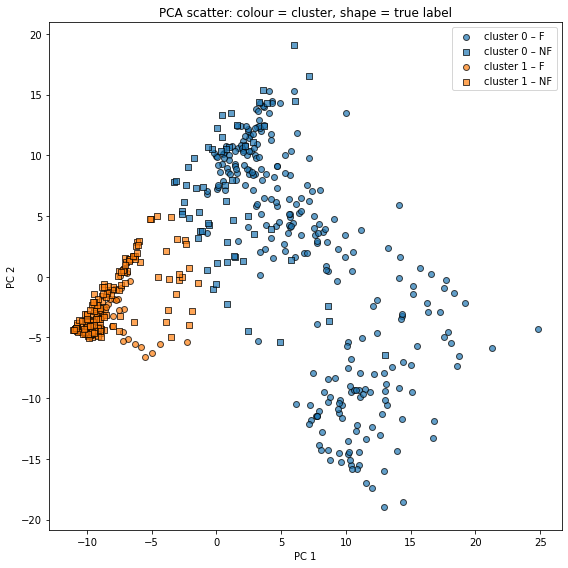 PCA scatter: colour = cluster, shape = true label
cluster 0 – F
cluster 0 – NF
cluster 1 – F
cluster 1 – NF
20
15
10
5
0
−5
−10
−15
−20
PC 2
−10
−5
0
5
10
15
20
25
PC 1